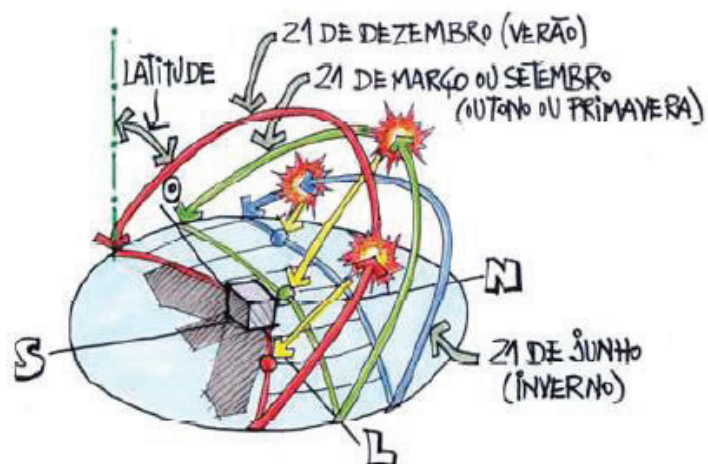 21 DE DEZEMBRO (VERÃO)
LATITUDE
21 DE MARÇO OU SETEMBRO
(OUTONO OU PRIMAVERA)
O
N
S
21 DE JUNHO
(INVERNO)
L